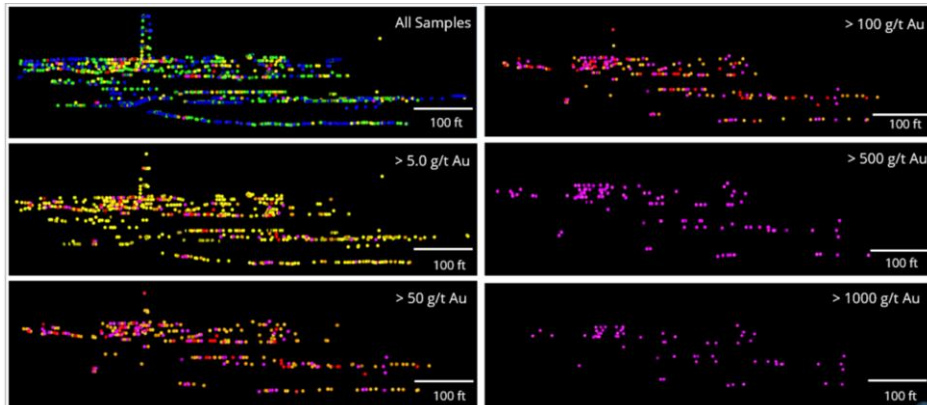 All Samples
100 ft
> 5.0 g/t Au
100 ft
> 50 g/t Au
100 ft
> 100 g/t Au
100 ft
> 500 g/t Au
100 ft
> 1000 g/t Au
100 ft